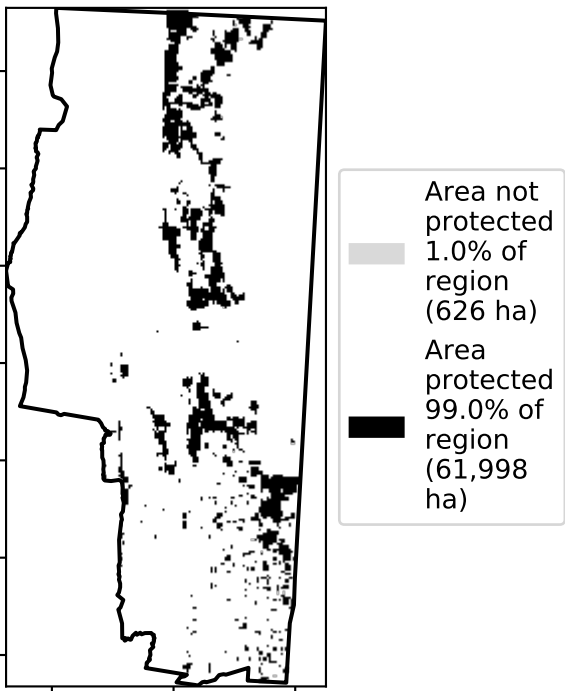 Area not
protected
1.0% of
region
(626 ha)
Area
protected
99.0% of
region
(61,998
ha)